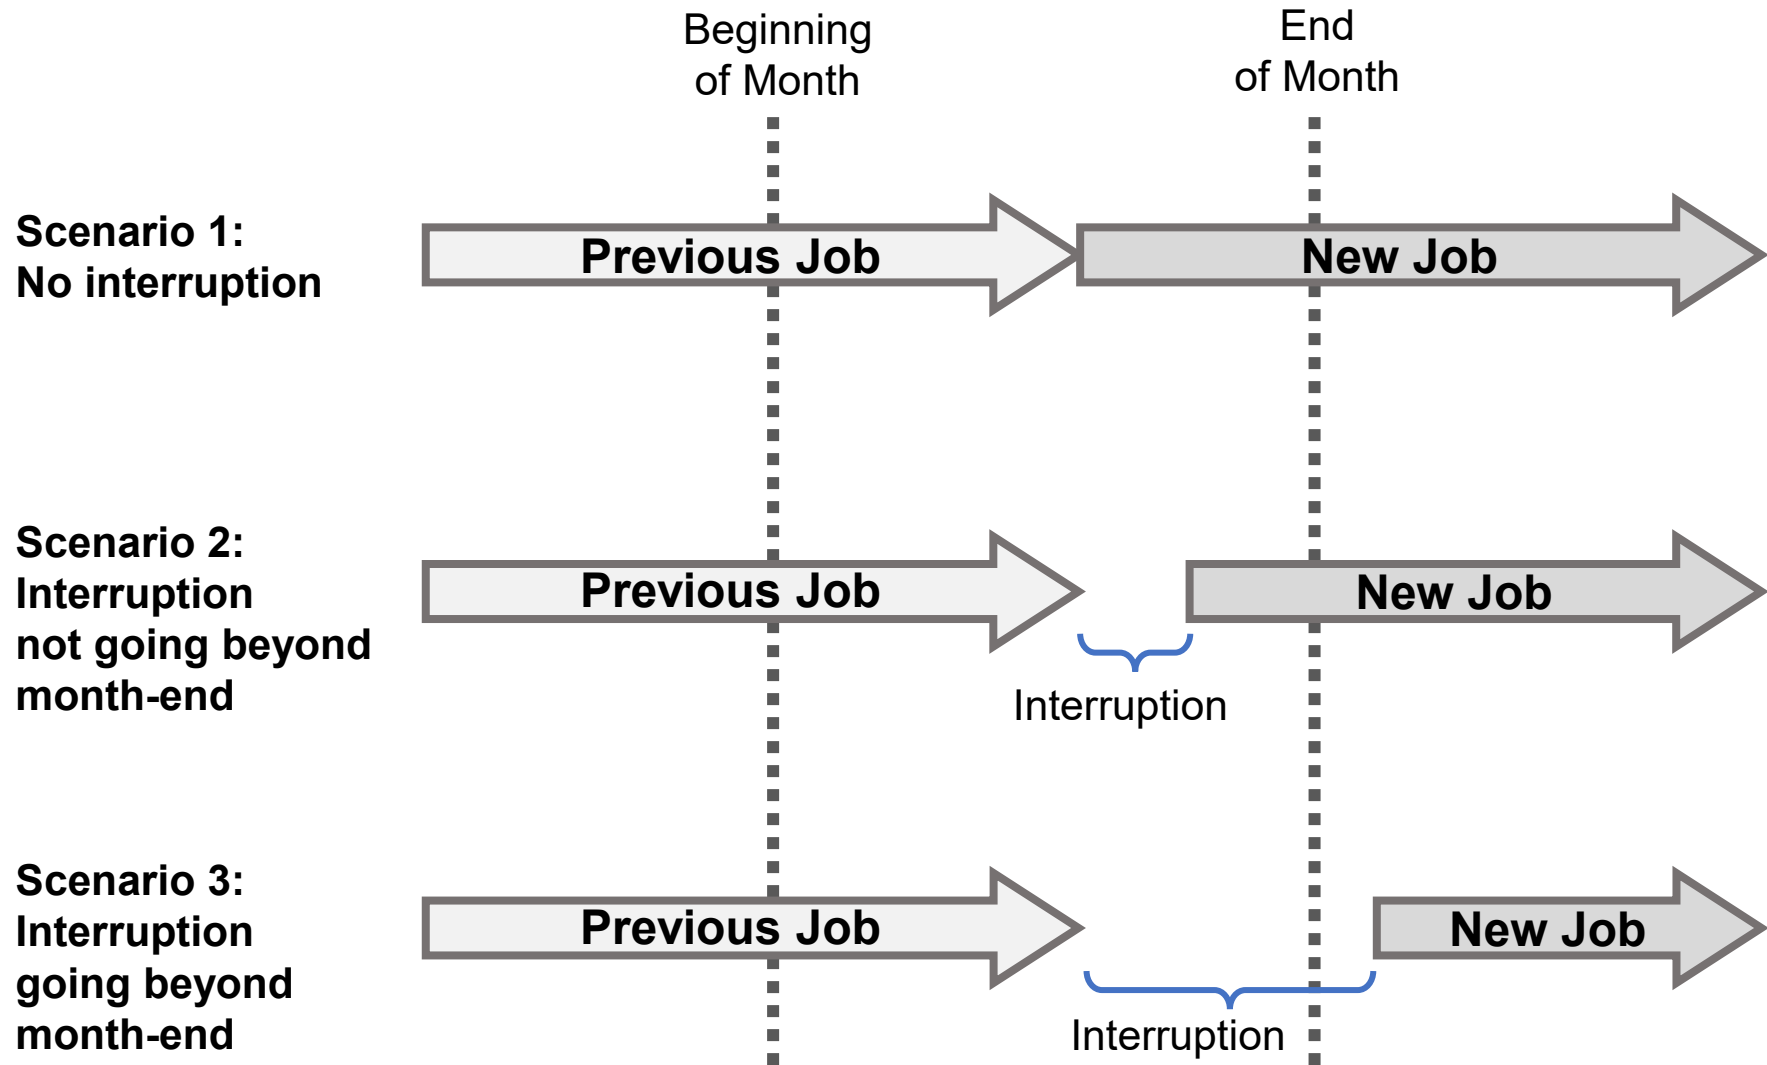 Beginning
of Month
End
of Month
Scenario 1:
No interruption
Previous Job
New Job
Scenario 2:
Interruption
not going beyond
month-end
Previous Job
New Job
Interruption
Scenario 3:
Interruption
going beyond
month-end
Previous Job
New Job
Interruption